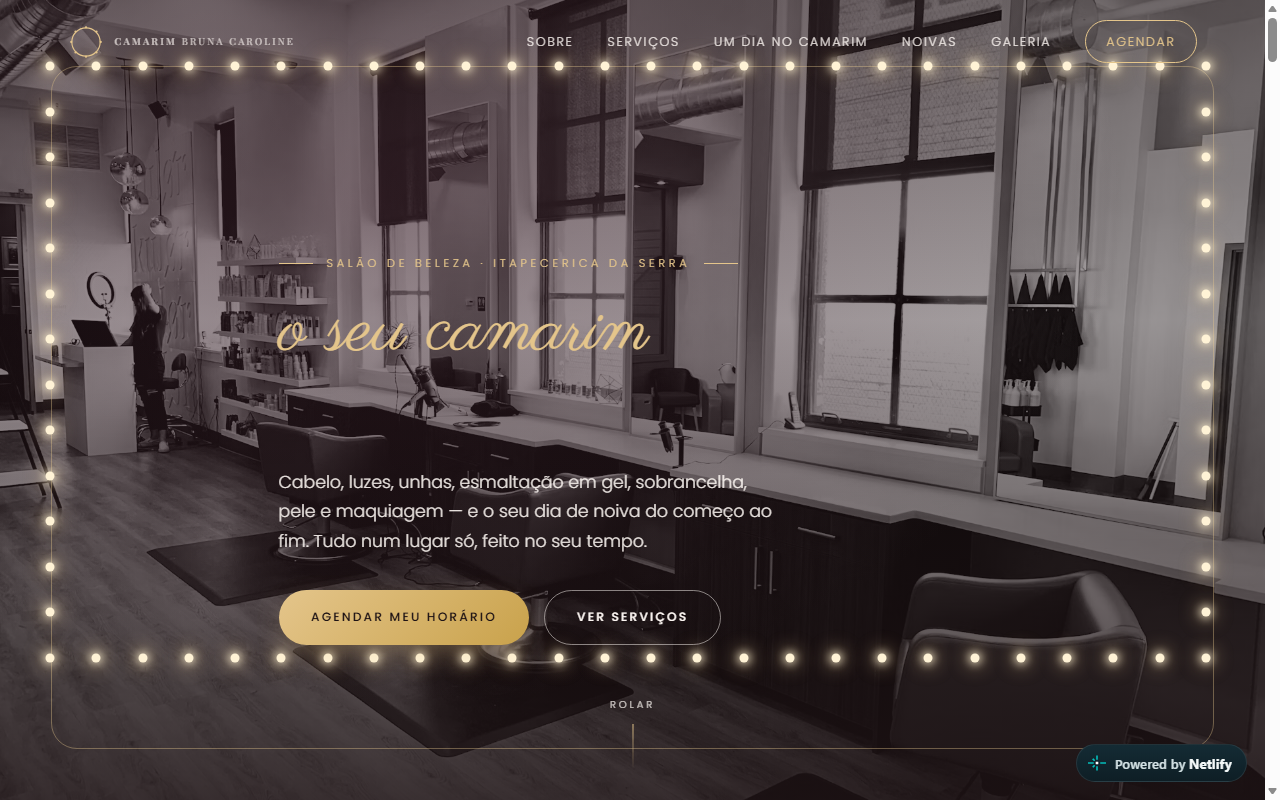 CAMARIM BRUNA CAROLINE
SOBRE
SERVIÇOS
UM DIA NO CAMARIM
NOIVAS
GALERIA
AGENDAR
SALÃO DE BELEZA · ITAPECERICA DA SERRA
o seu camarim
Cabelo, luzes, unhas, esmaltação em gel, sobrancelha,
pele e maquiagem — e o seu dia de noiva do começo ao
fim. Tudo num lugar só, feito no seu tempo.
AGENDAR MEU HORÁRIO
VER SERVIÇOS
ROLAR
Powered by Netlify